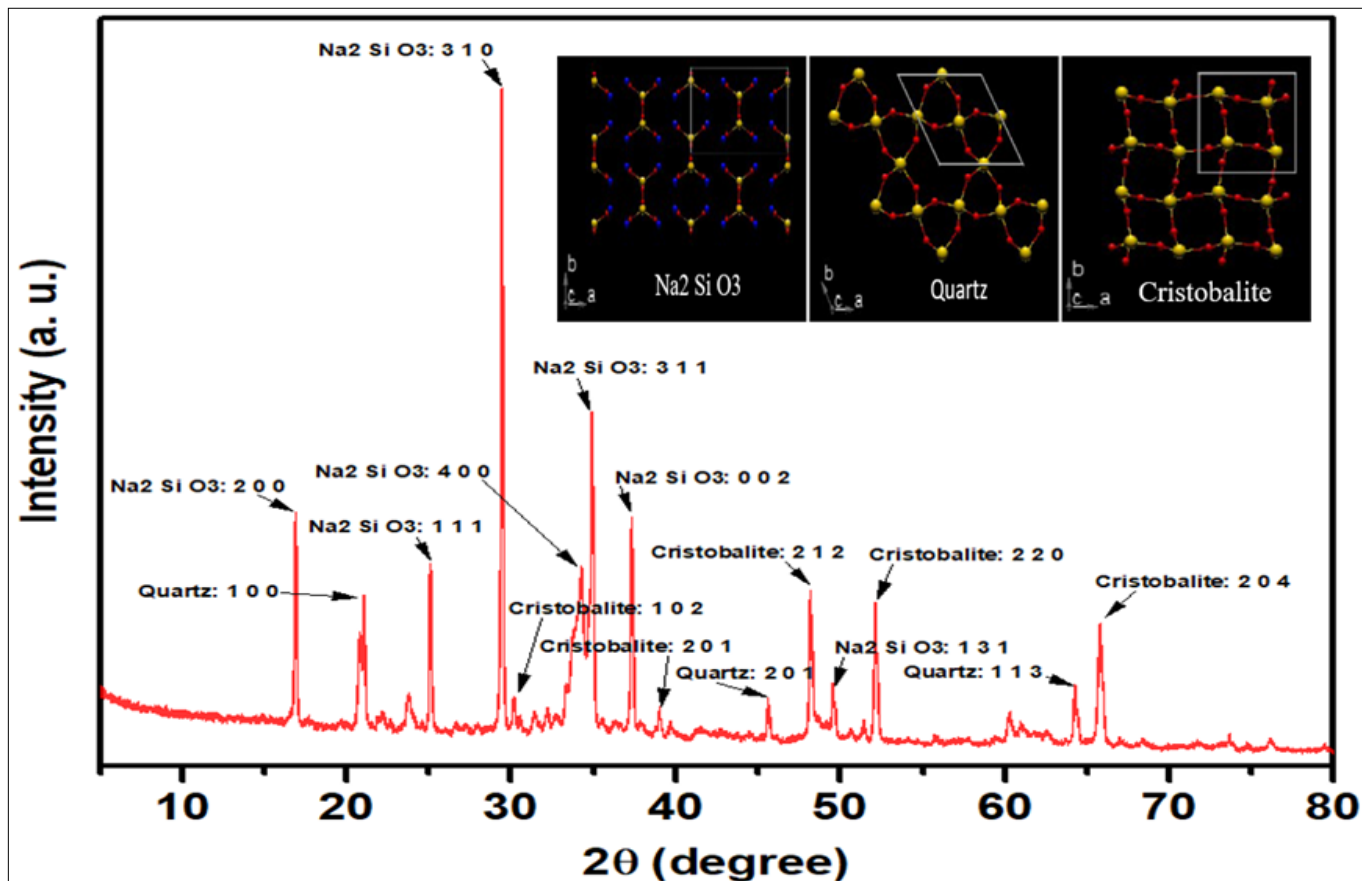 Na2 Si O3: 3 1 0
b
c
a
Na2 Si O3
b
c
a
Quartz
b
c
a
Cristobalite
Intensity (a. u.)
Na2 Si O3: 3 1 1
Na2 Si O3: 4 0 0
Na2 Si O3: 2 0 0
Na2 Si O3: 0 0 2
Na2 Si O3: 1 1 1
Cristobalite: 2 1 2
Cristobalite: 2 2 0
Cristobalite: 2 0 4
Quartz: 1 0 0
Cristobalite: 1 0 2
Cristobalite: 2 0 1
Quartz: 2 0 1
Na2 Si O3: 1 3 1
Quartz: 1 1 3
10 20 30 40 50 60 70 80
2θ (degree)